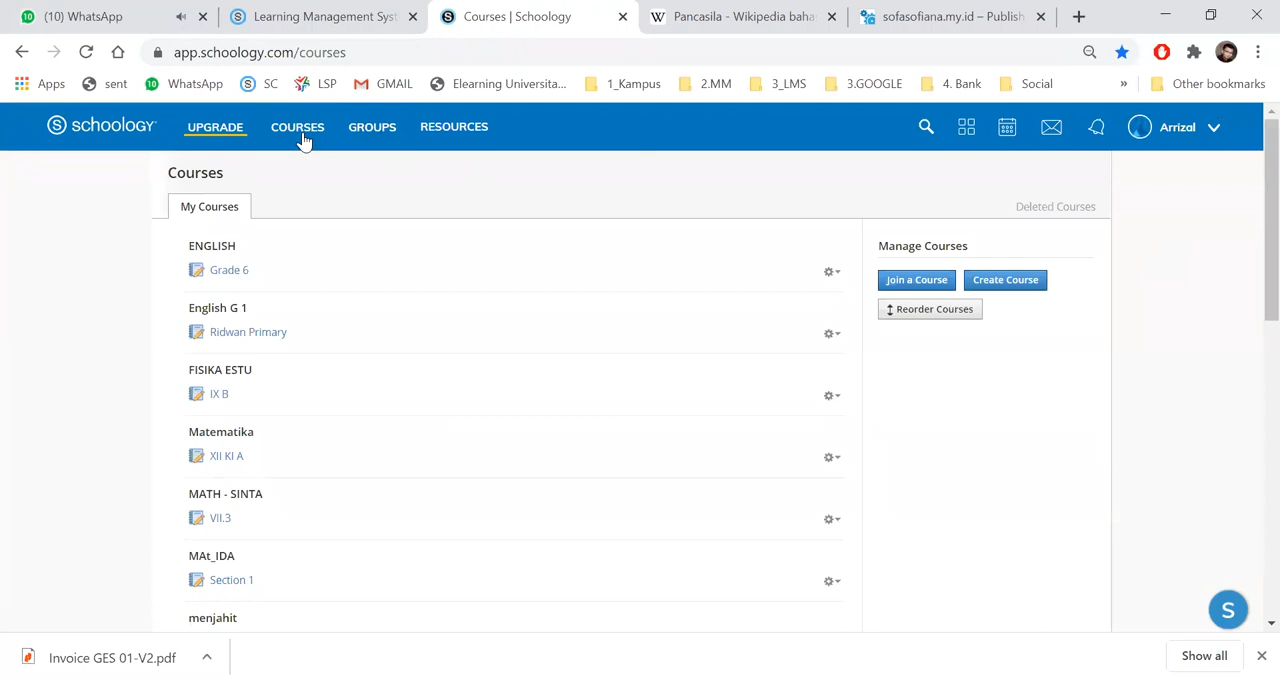 (10) WhatsApp
Learning Management Syst
Courses | Schoology
Pancasila - Wikipedia baha
sofasofiana.my.id – Publish
app.schoology.com/courses
Apps sent WhatsApp SC LSP GMAIL Elearning Universita... 1_Kampus 2.MM 3_LMS 3.GOOGLE 4. Bank Social » Other bookmarks
S schoology UPGRADE COURSES GROUPS RESOURCES Arrizal
Courses
My Courses
Deleted Courses
ENGLISH
Grade 6
English G 1
Ridwan Primary
FISIKA ESTU
IX B
Matematika
XII KI A
MATH - SINTA
VII.3
MAt_IDA
Section 1
menjahit
Manage Courses
Join a Course Create Course
Reorder Courses
S
Invoice GES 01-V2.pdf
Show all